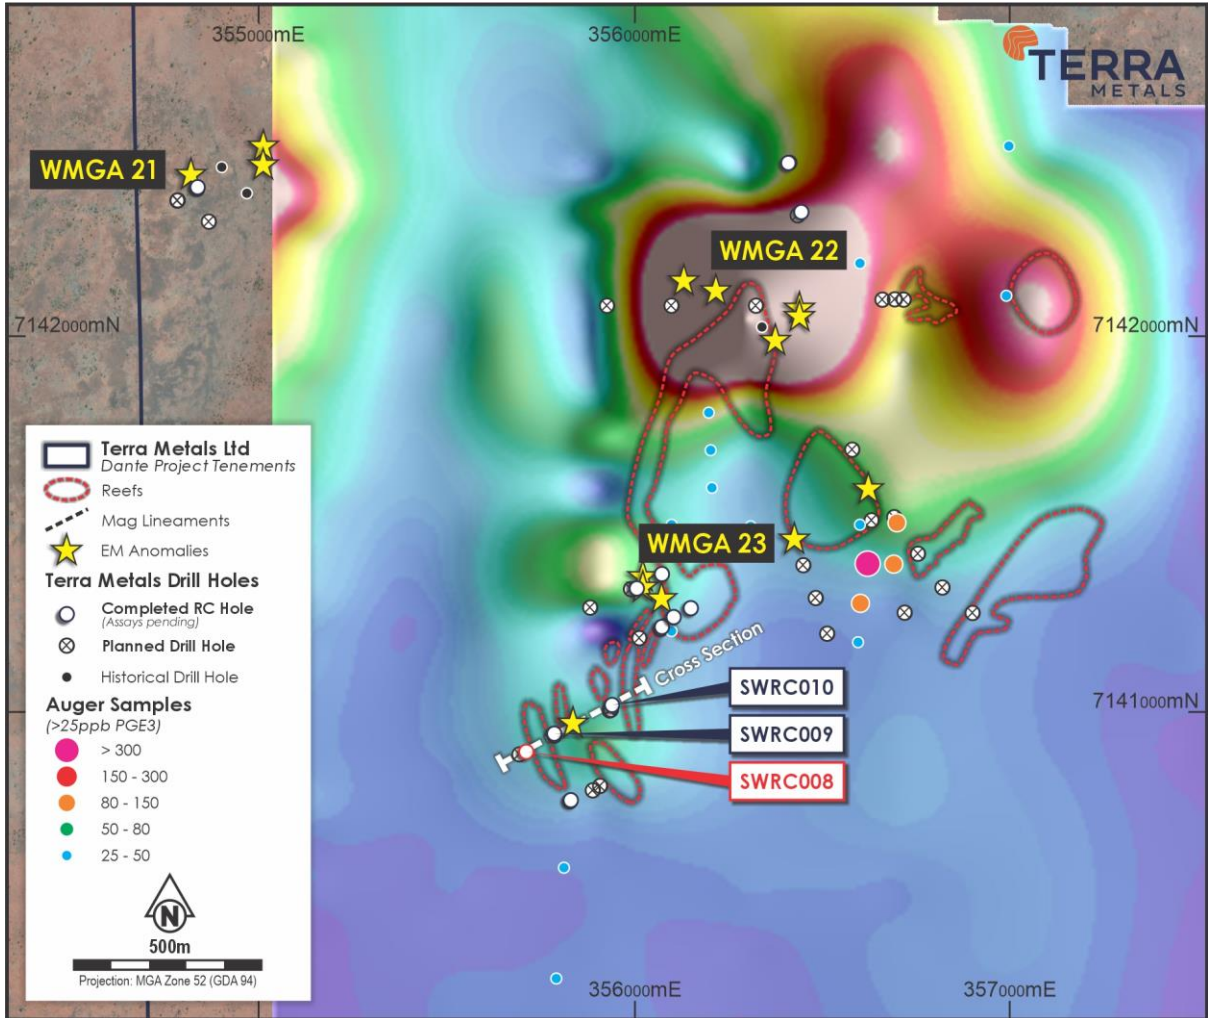 355000mE
356000mE
TERRA
METALS
WMGA 21
WMGA 22
7142000mN
7142000mN
Terra Metals Ltd
Dante Project Tenements
Reefs
Mag Lineaments
EM Anomalies
Terra Metals Drill Holes
Completed RC Hole
(Assays pending)
Planned Drill Hole
Historical Drill Hole
Auger Samples
(>25ppb PGE3)
> 300
150 - 300
80 - 150
50 - 80
25 - 50
N
500m
Projection: MGA Zone 52 (GDA 94)
WMGA 23
Cross Section
SWRC010
7141000mN
SWRC009
SWRC008
356000mE
357000mE